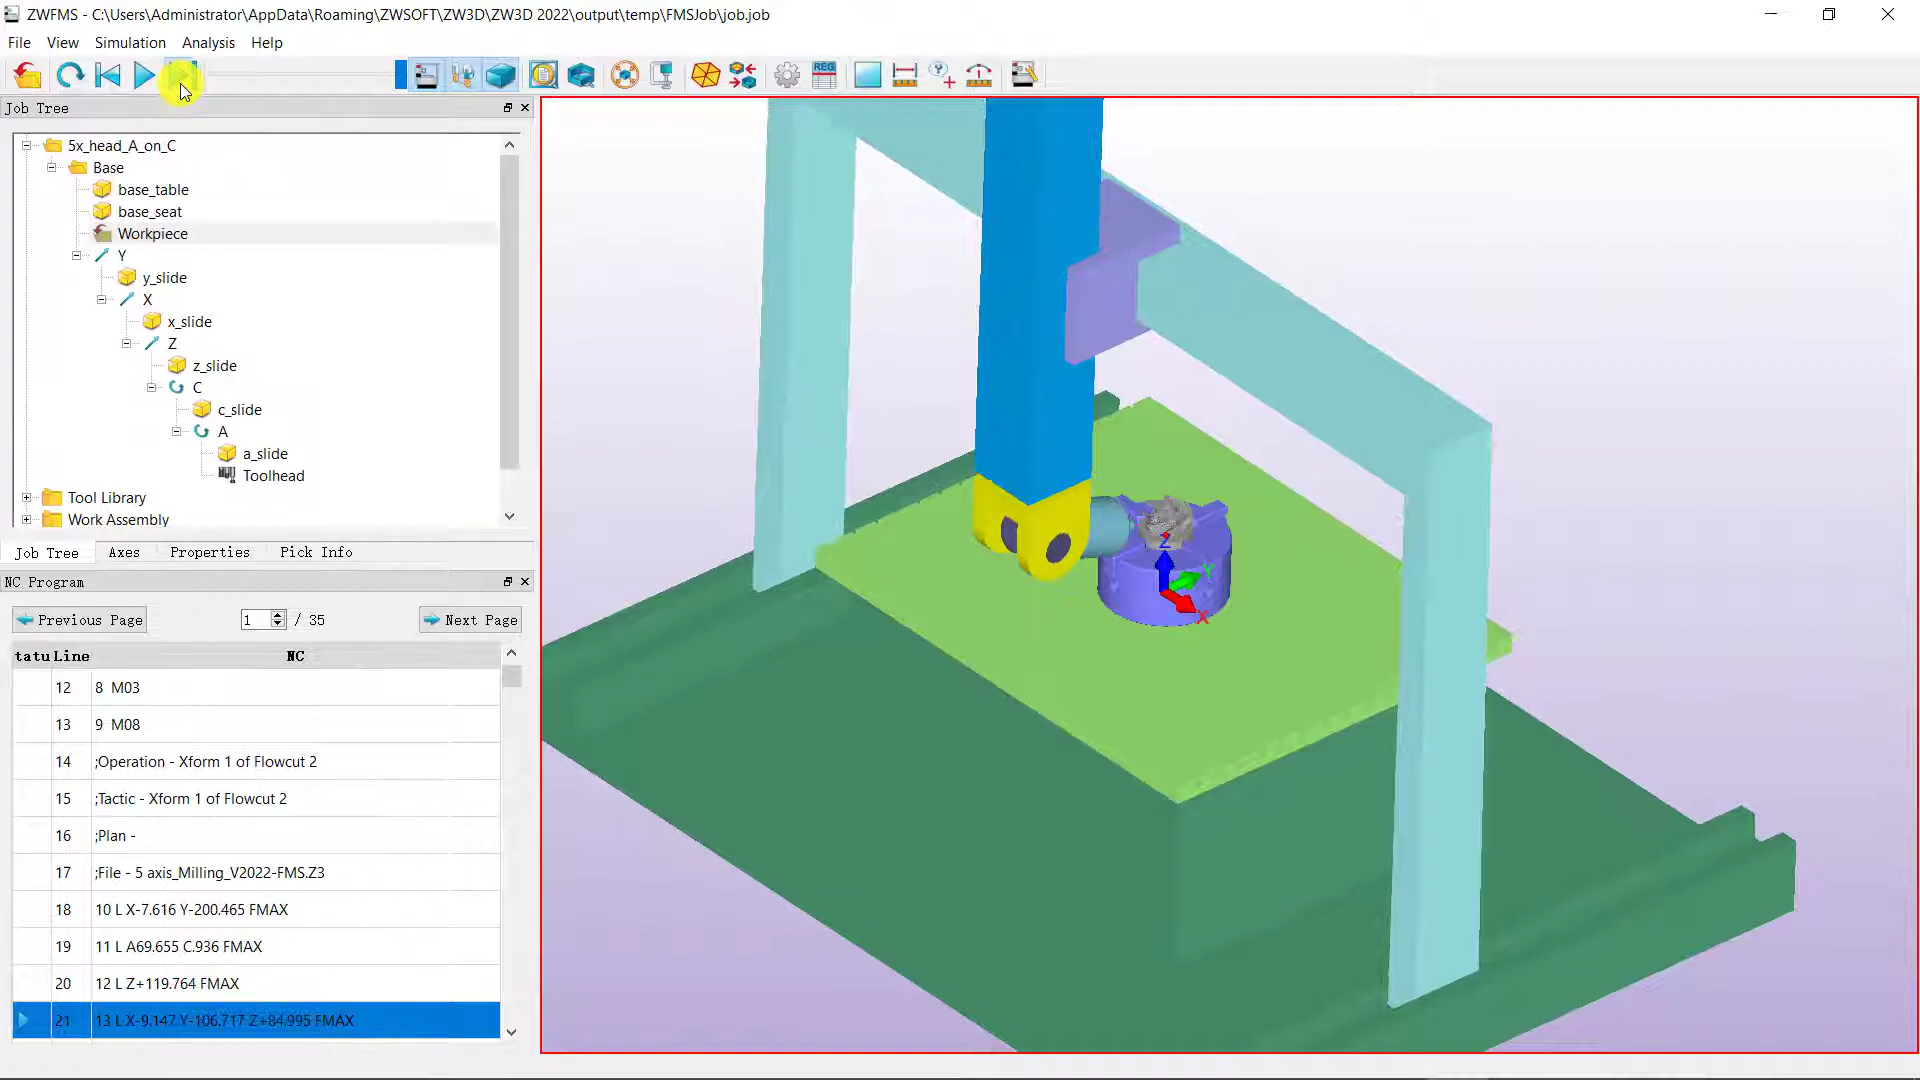 ZWFMS - C:\Users\Administrator\AppData\Roaming\ZWSOFT\ZW3D\ZW3D 2022\output\temp\FMSJob\job.job
File View Simulation Analysis Help
REG
Job Tree
5x_head_A_on_C
Base
base_table
base_seat
Workpiece
Y
y_slide
X
x_slide
Z
z_slide
C
c_slide
A
a_slide
Toolhead
Tool Library
Work Assembly
Job Tree Axes Properties Pick Info
NC Program
Previous Page 1 / 35 Next Page
tatu Line NC
12 8 M03
13 9 M08
14 ;Operation - Xform 1 of Flowcut 2
15 ;Tactic - Xform 1 of Flowcut 2
16 ;Plan -
17 ;File - 5 axis_Milling_V2022-FMS.Z3
18 10 L X-7.616 Y-200.465 FMAX
19 11 L A69.655 C.936 FMAX
20 12 L Z+119.764 FMAX
21 13 L X-9.147 Y-106.717 Z+84.995 FMAX
Z
Y
X